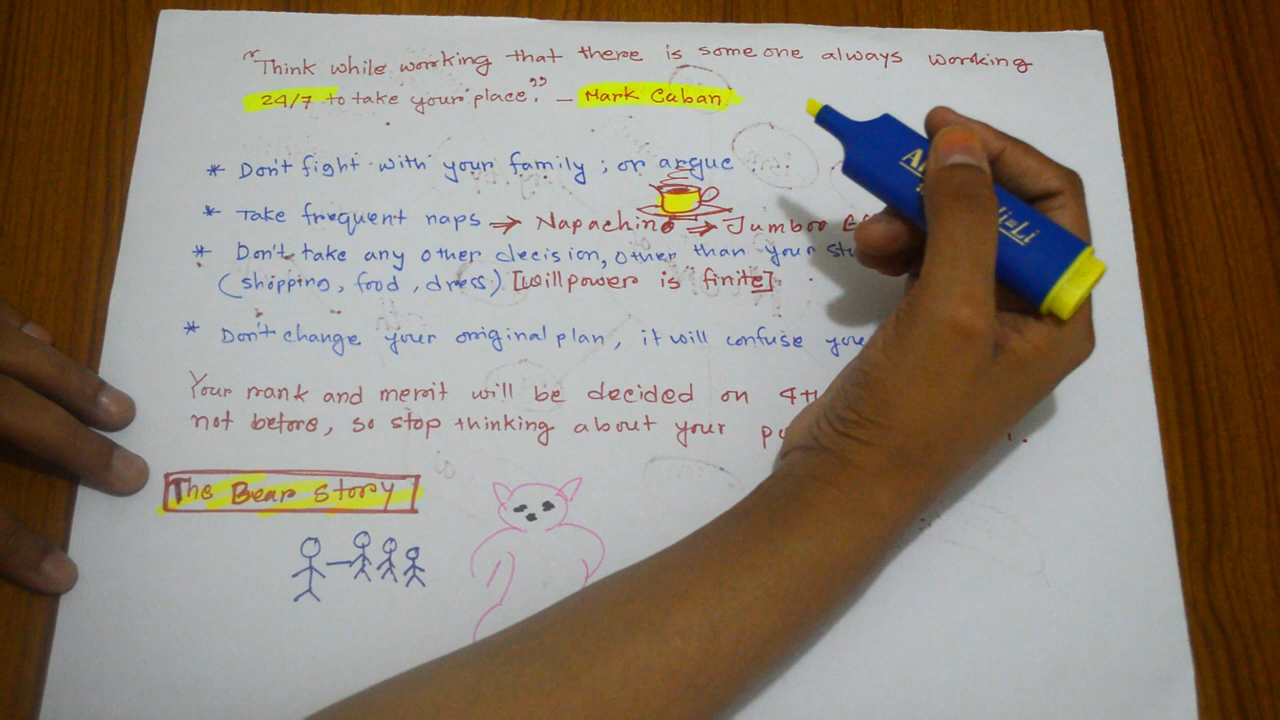 "Think while working that there is someone always working
24/7 to take your place." – Mark Cuban
* Don't fight with your family ; or argue
* Take frequent naps → Napachino → Jumboo
* Don't take any other decision, other than your
(shopping, food, dress) [willpower is finite]
* Don't change your original plan, it will confuse you
Your rank and merit will be decided on 4th
not before, so stop thinking about your
The Bear Story